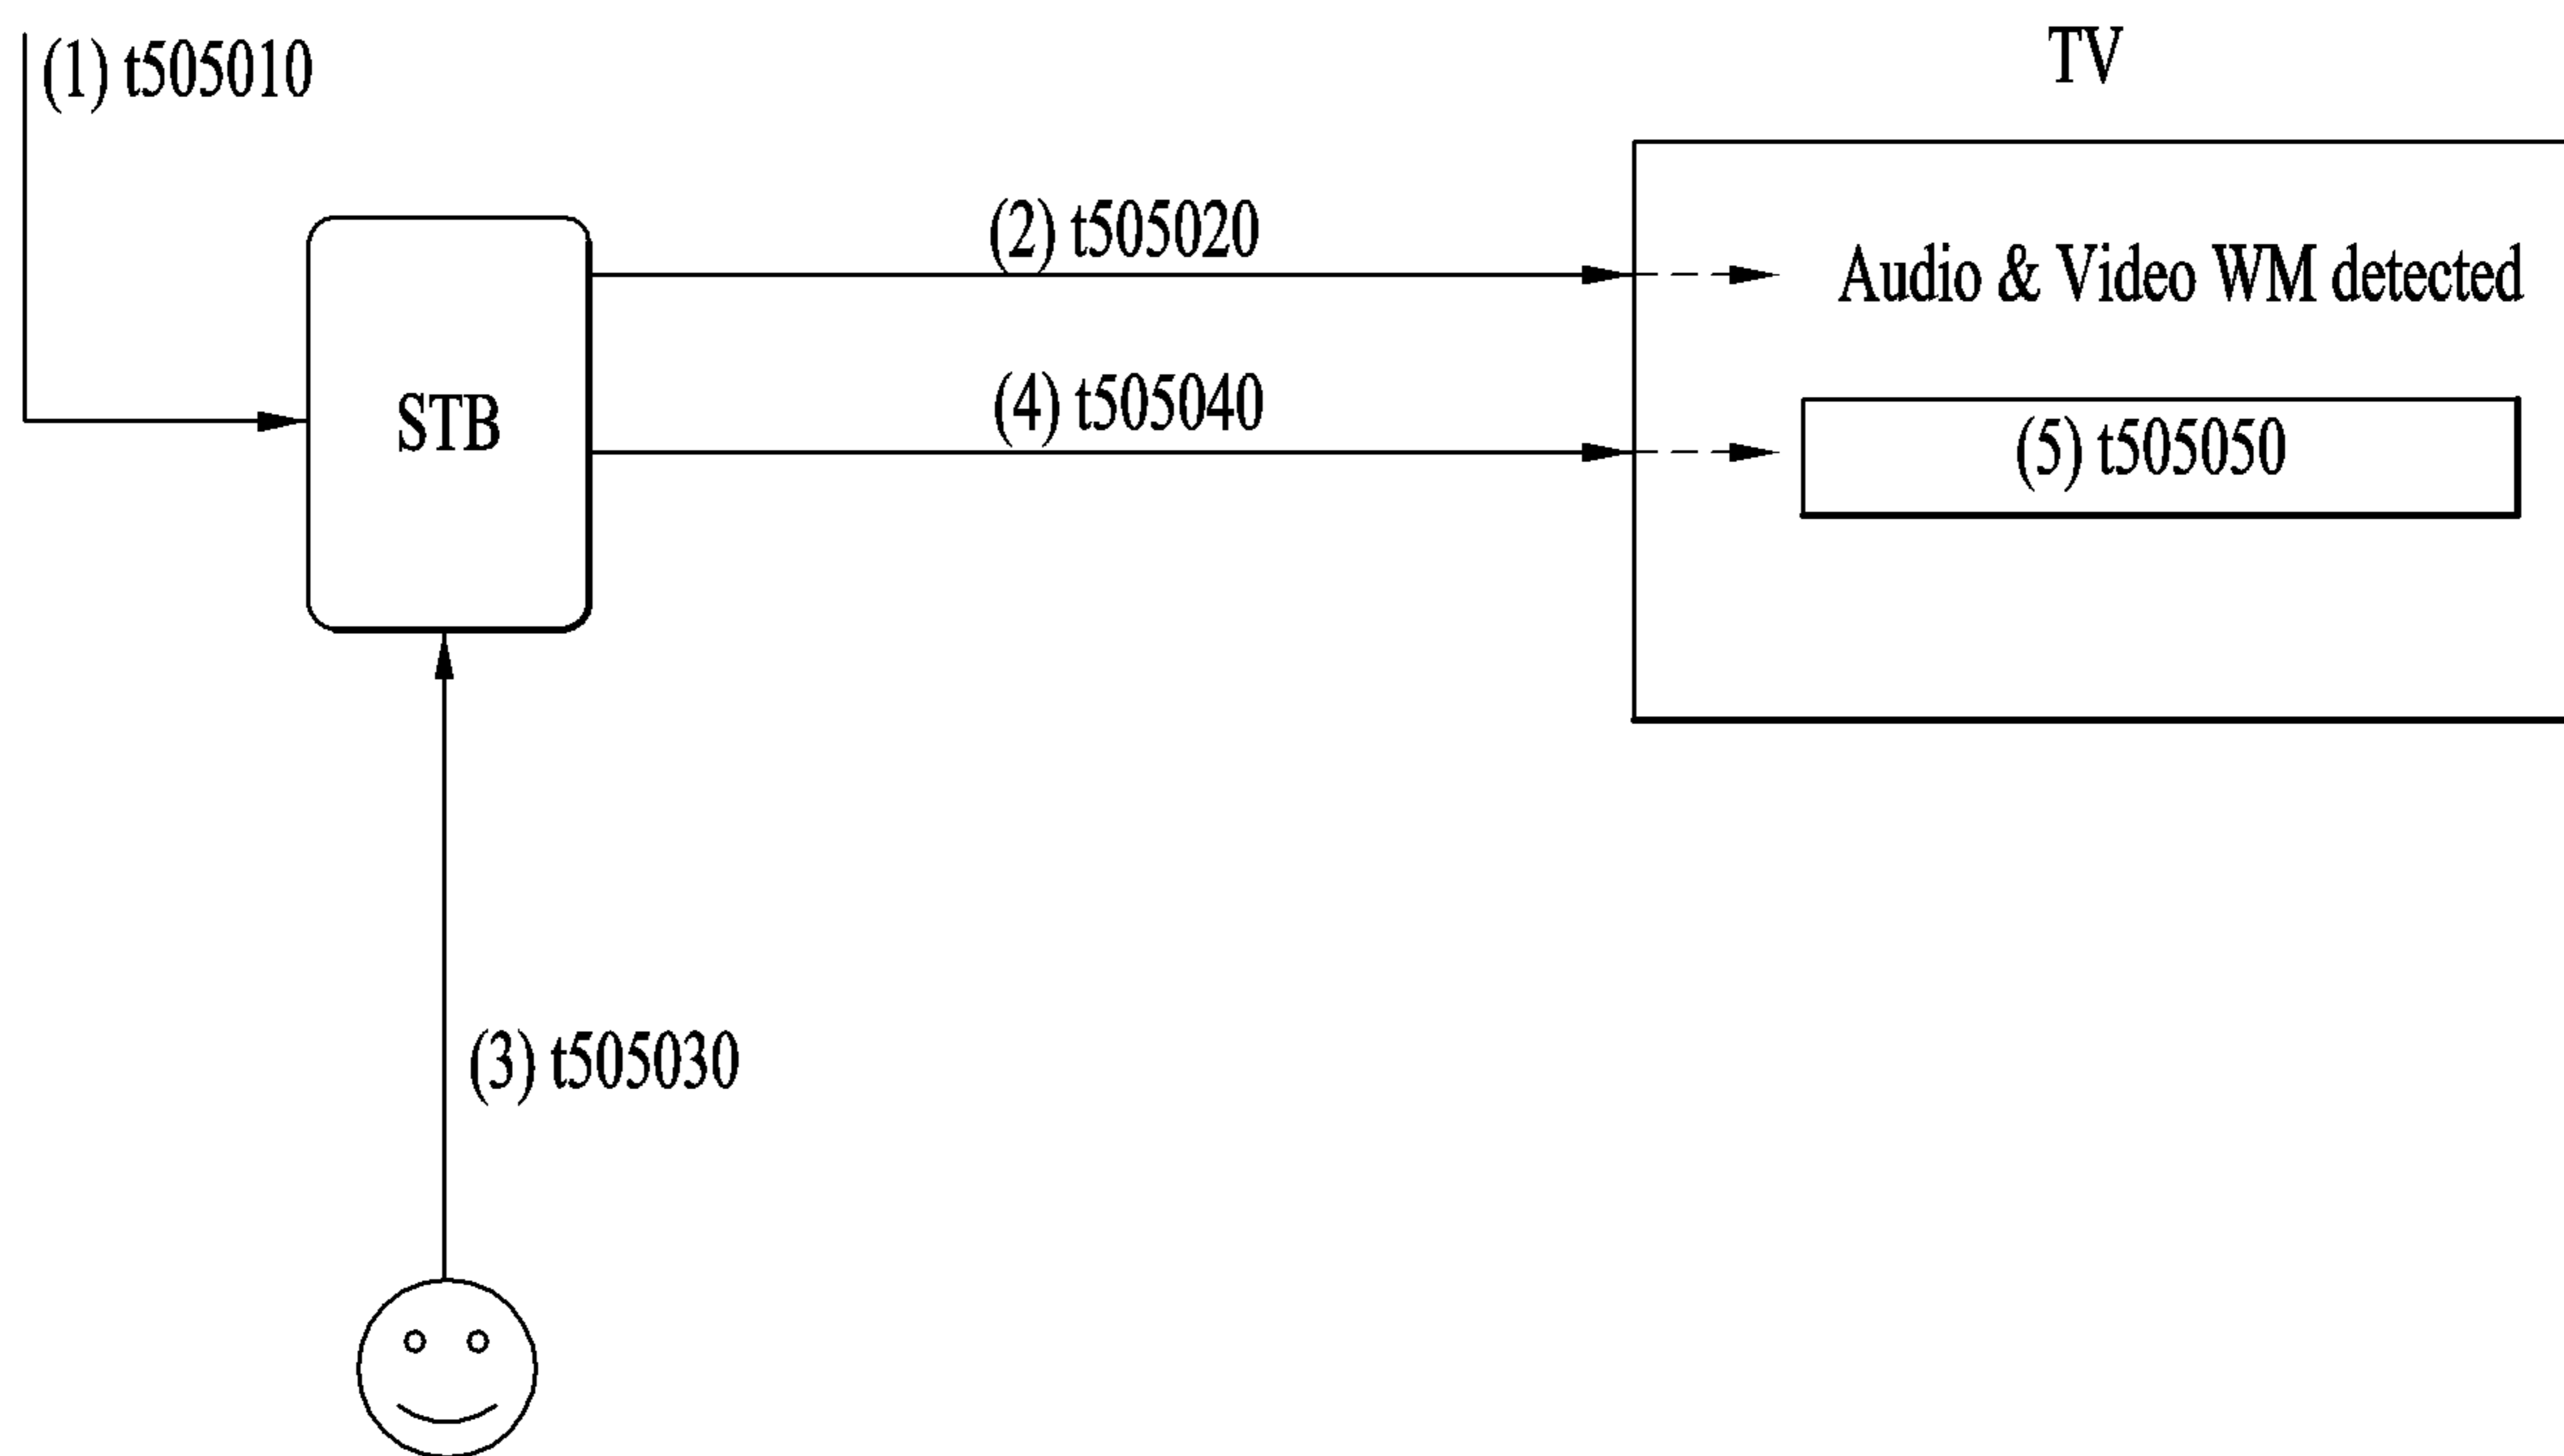 (1) t505010
TV
(2) t505020
Audio & Video WM detected
STB
(4) t505040
(5) t505050
(3) t505030